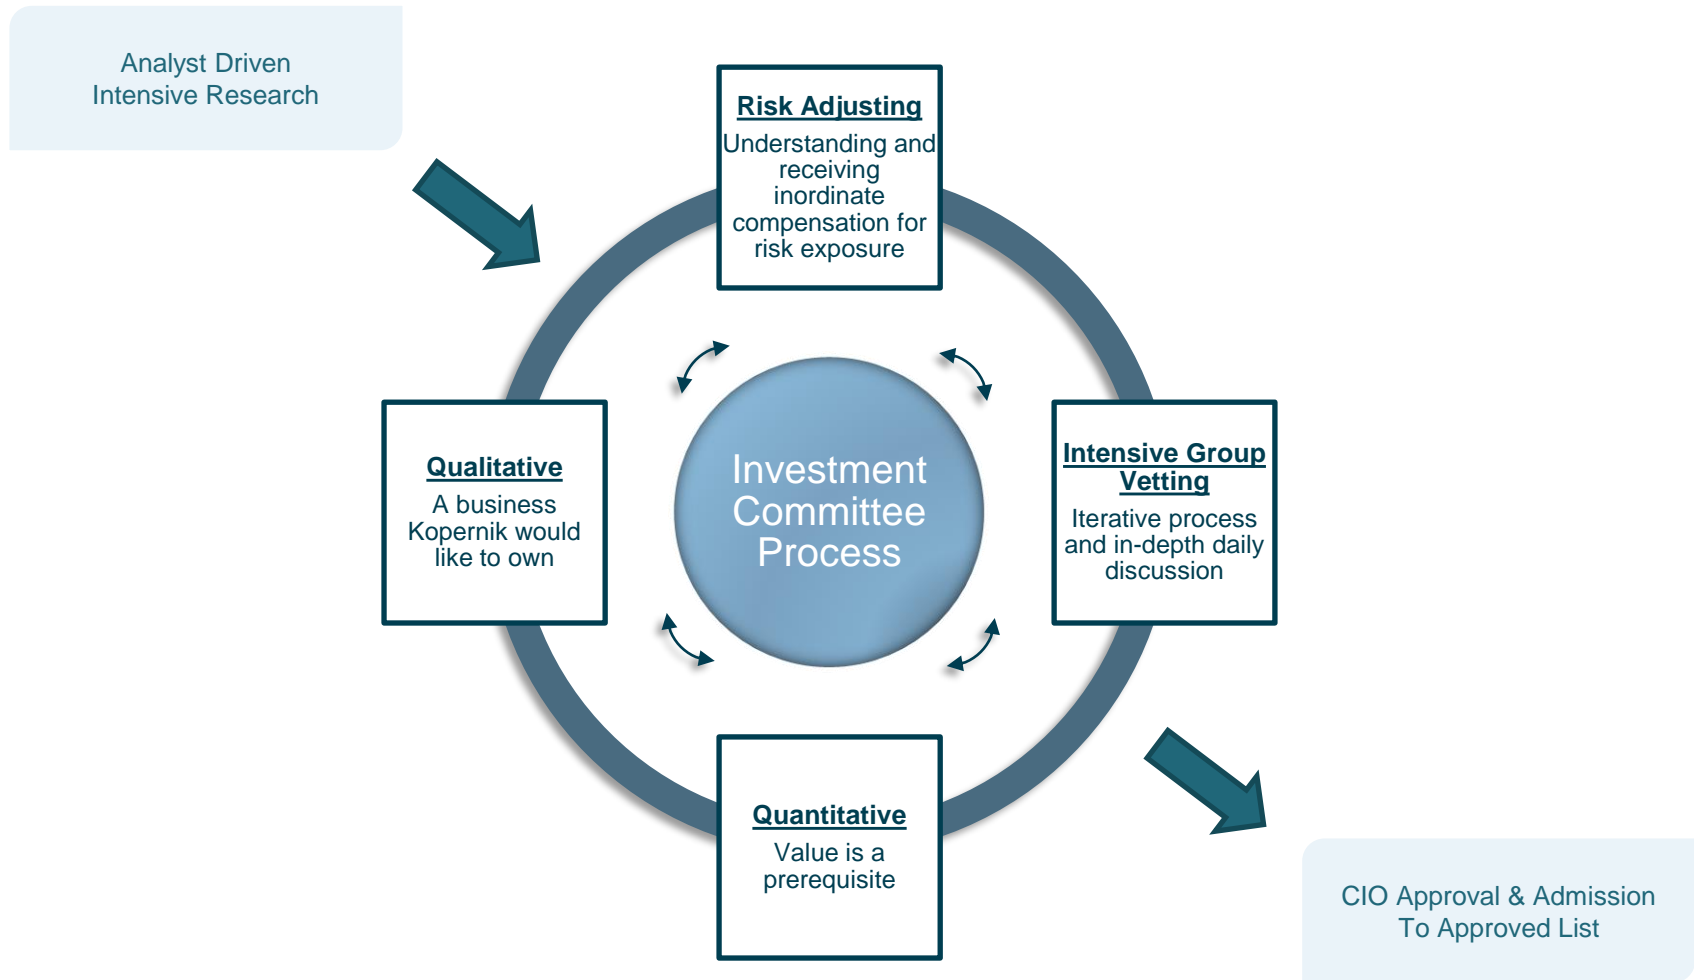 Analyst Driven
Intensive Research
Risk Adjusting
Understanding and
receiving
inordinate
compensation for
risk exposure
Qualitative
A business
Kopernik would
like to own
Investment
Committee
Process
Intensive Group
Vetting
Iterative process
and in-depth daily
discussion
Quantitative
Value is a
prerequisite
CIO Approval & Admission
To Approved List